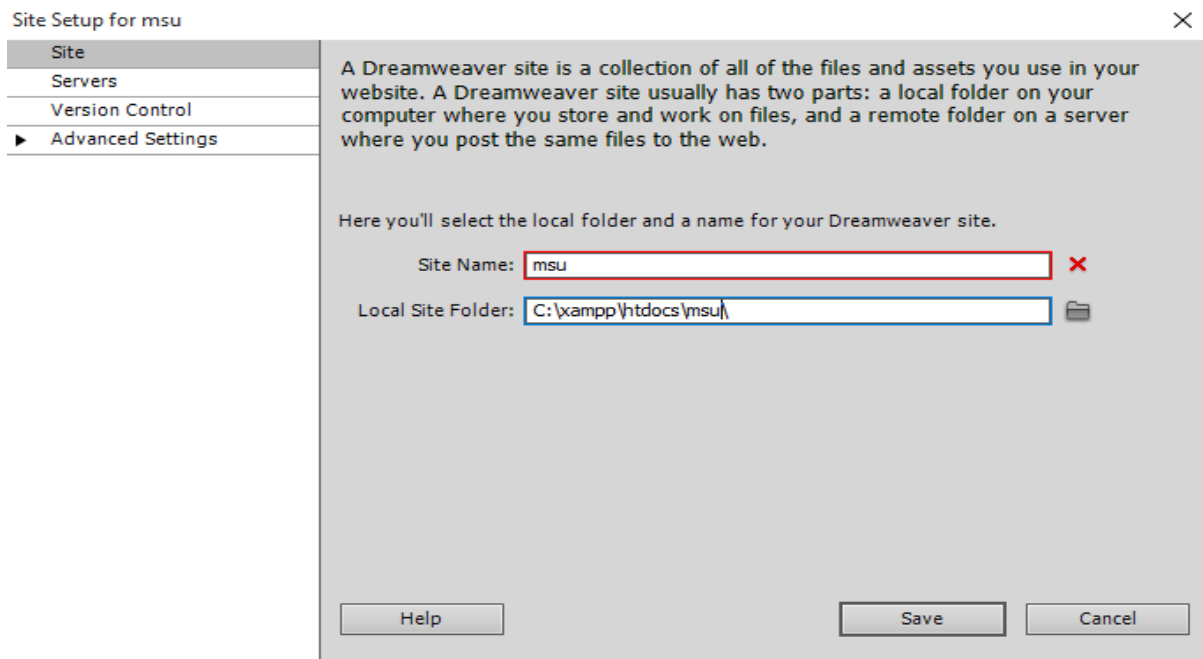 Site Setup for msu
Site
Servers
Version Control
Advanced Settings
A Dreamweaver site is a collection of all of the files and assets you use in your
website. A Dreamweaver site usually has two parts: a local folder on your
computer where you store and work on files, and a remote folder on a server
where you post the same files to the web.
Here you'll select the local folder and a name for your Dreamweaver site.
Site Name: msu
Local Site Folder: C:\xampp\htdocs\msu\
Help Save Cancel